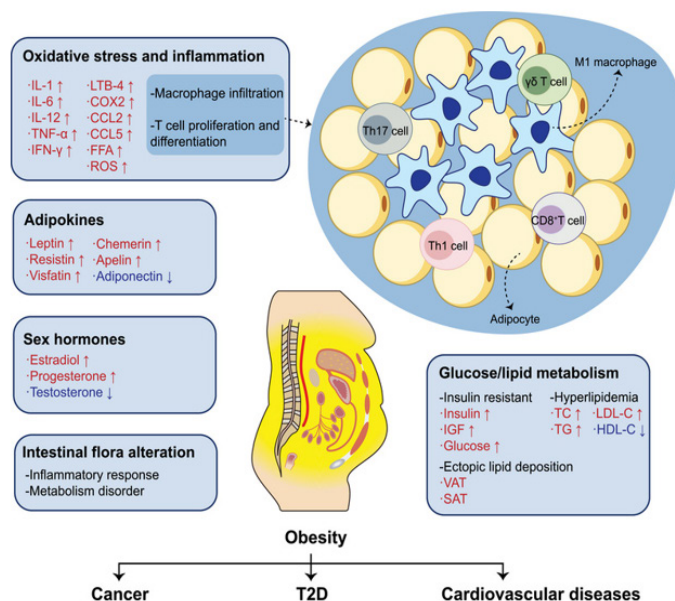 Oxidative stress and inflammation
·IL-1 ↑ ·LTB-4 ↑
·IL-6 ↑ ·COX2 ↑
·IL-12 ↑ ·CCL2 ↑
·TNF-α ↑ ·CCL5 ↑
·IFN-γ ↑ ·FFA ↑
·ROS ↑
-Macrophage infiltration
-T cell proliferation and
differentiation
M1 macrophage
γδ T cell
Th17 cell
CD8⁺T cell
Th1 cell
Adipocyte
Adipokines
·Leptin ↑ ·Chemerin ↑
·Resistin ↑ ·Apelin ↑
·Visfatin ↑ ·Adiponectin ↓
Sex hormones
·Estradiol ↑
·Progesterone ↑
·Testosterone ↓
Intestinal flora alteration
-Inflammatory response
-Metabolism disorder
Glucose/lipid metabolism
-Insulin resistant -Hyperlipidemia
·Insulin ↑ ·TC ↑ ·LDL-C ↑
·IGF ↑ ·TG ↑ ·HDL-C ↓
·Glucose ↑
-Ectopic lipid deposition
·VAT
·SAT
Obesity
Cancer T2D Cardiovascular diseases